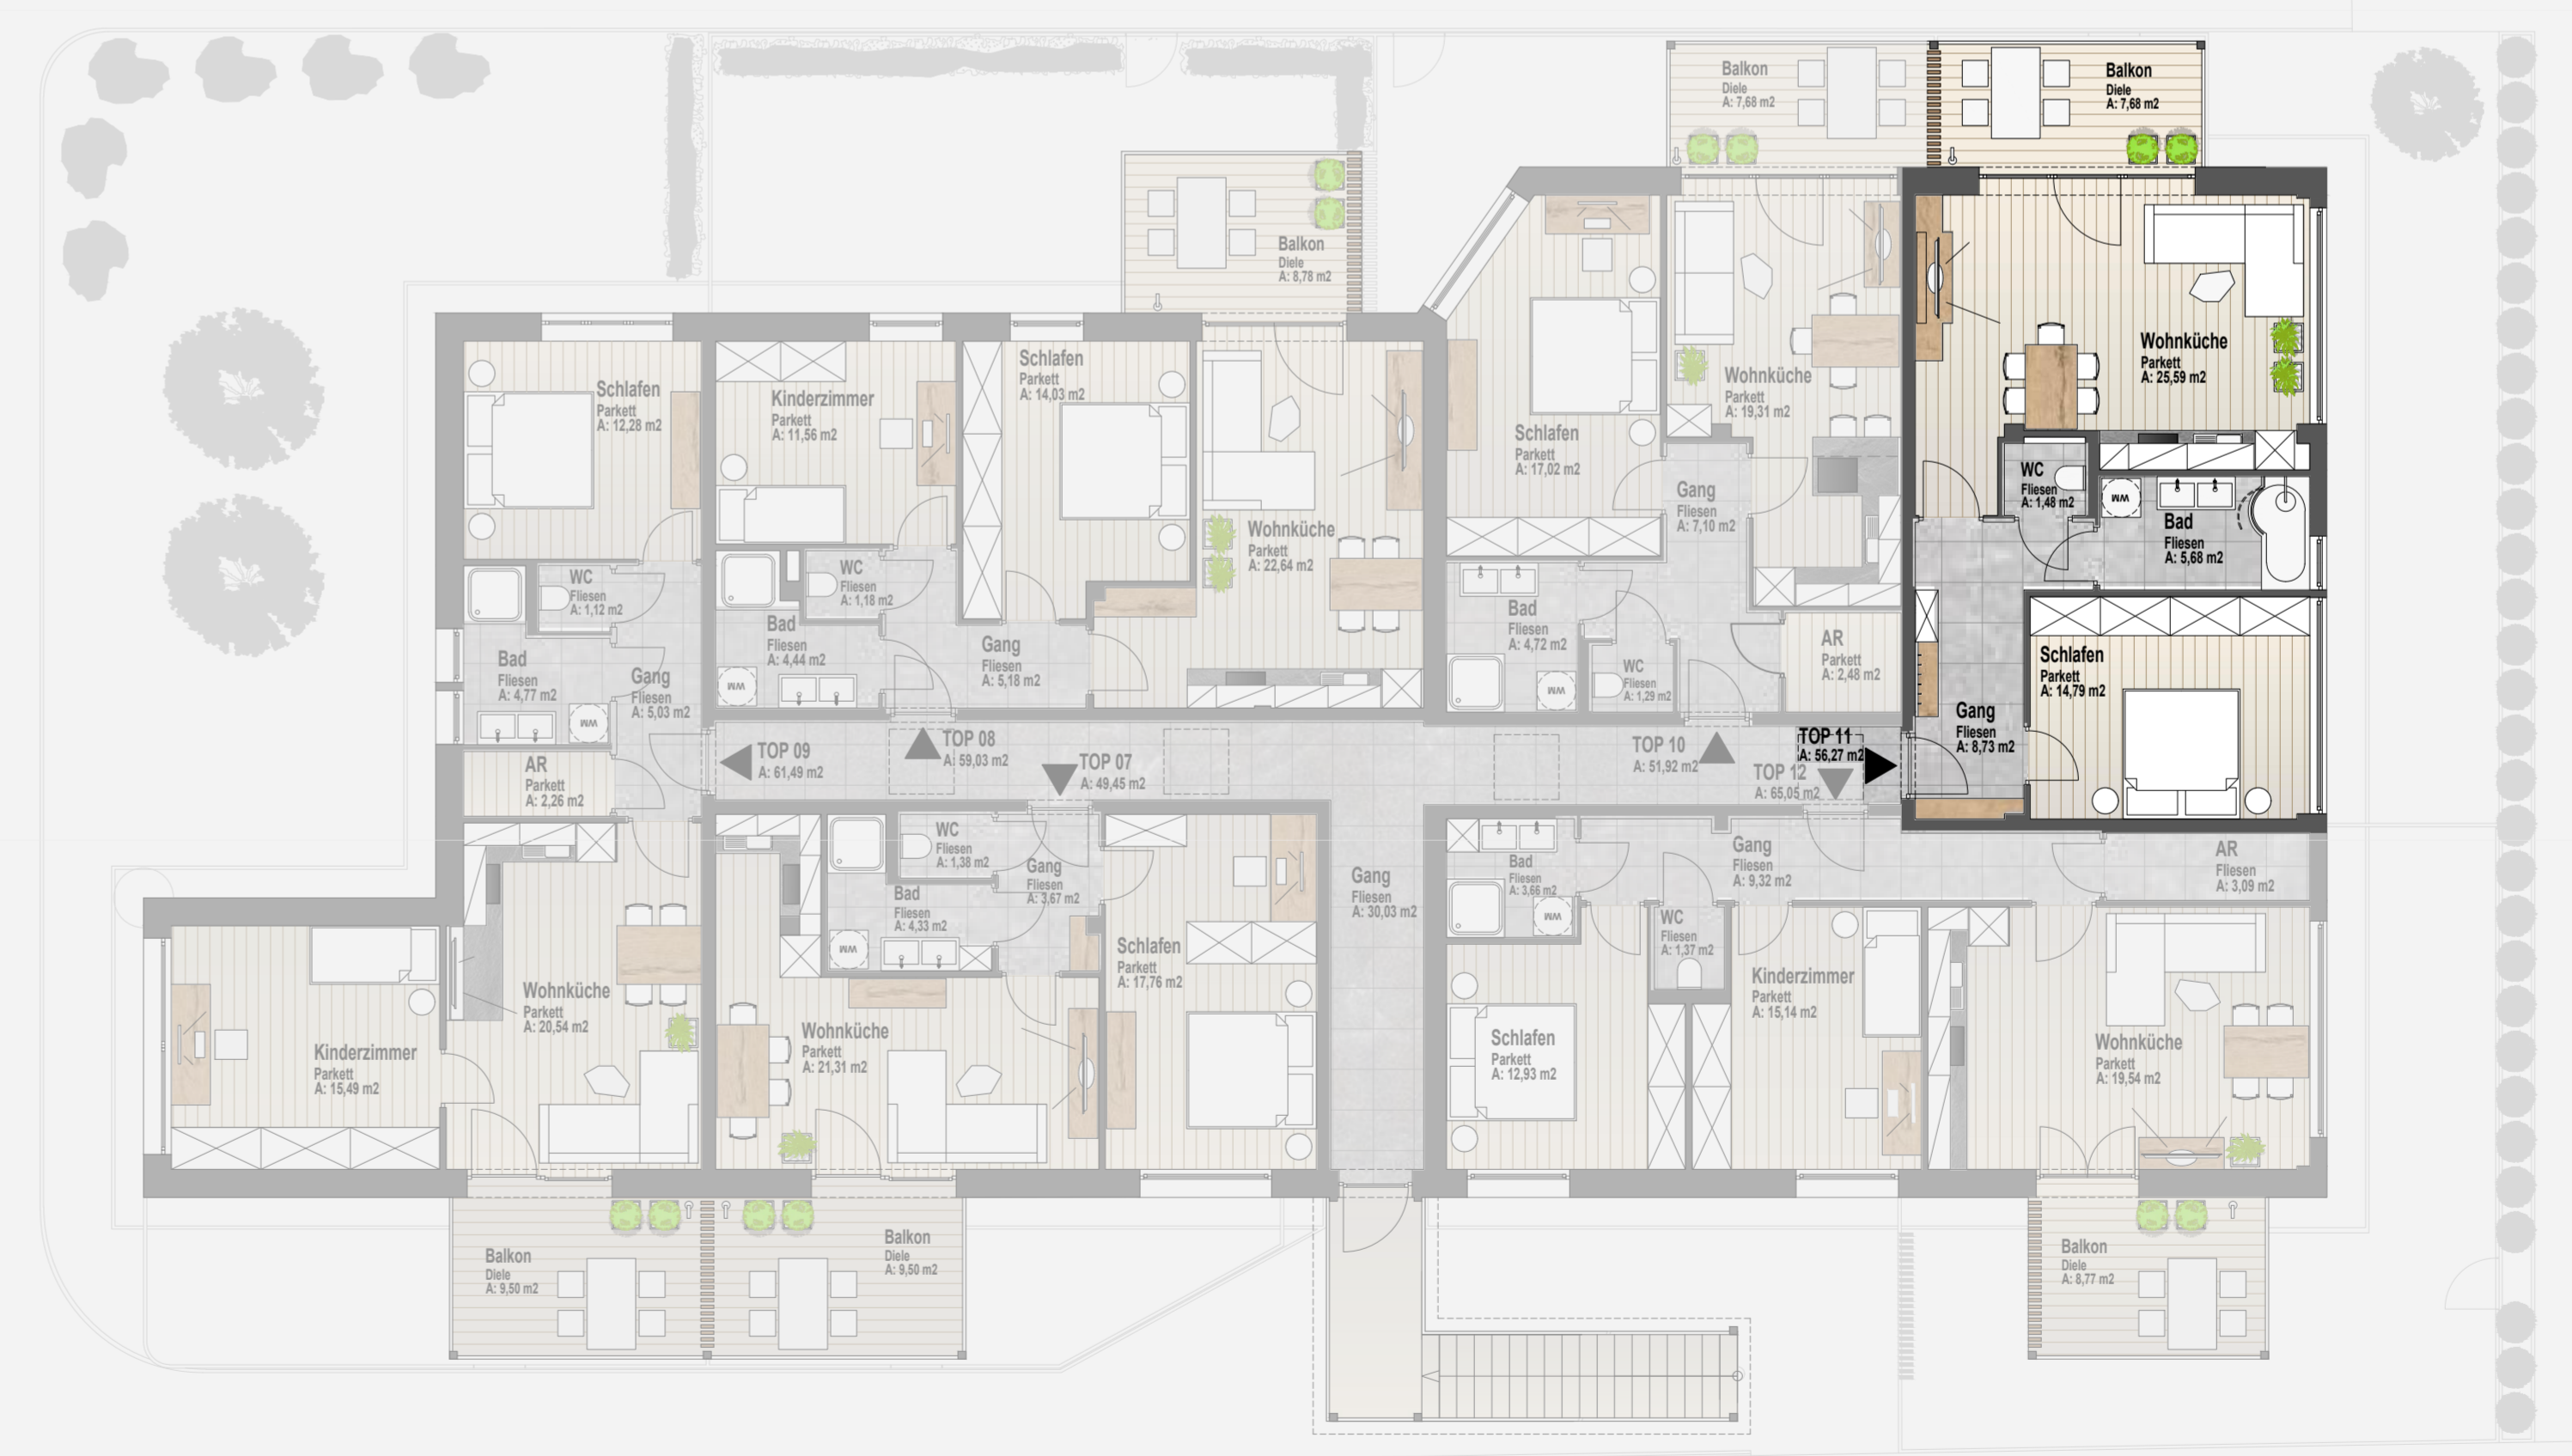 Balkon
Diele
A: 7,68 m2
Balkon
Diele
A: 7,68 m2
Balkon
Diele
A: 8,78 m2
Schlafen
Parkett
A: 12,28 m2
Kinderzimmer
Parkett
A: 11,56 m2
Schlafen
Parkett
A: 14,03 m2
Wohnküche
Parkett
A: 22,64 m2
Schlafen
Parkett
A: 17,02 m2
Wohnküche
Parkett
A: 19,31 m2
Wohnküche
Parkett
A: 25,59 m2
Gang
Fliesen
A: 7,10 m2
WC
Fliesen
A: 1,48 m2
WM
Bad
Fliesen
A: 5,68 m2
WC
Fliesen
A: 1,12 m2
WC
Fliesen
A: 1,18 m2
Bad
Fliesen
A: 4,77 m2
WM
Gang
Fliesen
A: 5,03 m2
Bad
Fliesen
A: 4,44 m2
WM
Gang
Fliesen
A: 5,18 m2
Bad
Fliesen
A: 4,72 m2
WM
WC
Fliesen
A: 1,29 m2
AR
Parkett
A: 2,48 m2
Schlafen
Parkett
A: 14,79 m2
Gang
Fliesen
A: 8,73 m2
AR
Parkett
A: 2,26 m2
TOP 09
A: 61,49 m2
TOP 08
A: 59,03 m2
TOP 07
A: 49,45 m2
TOP 10
A: 51,92 m2
TOP 11
A: 56,27 m2
TOP 12
A: 65,05 m2
WC
Fliesen
A: 1,38 m2
Bad
Fliesen
A: 4,33 m2
WM
Gang
Fliesen
A: 3,67 m2
Gang
Fliesen
A: 30,03 m2
Bad
Fliesen
A: 3,66 m2
WM
Gang
Fliesen
A: 9,32 m2
AR
Fliesen
A: 3,09 m2
WC
Fliesen
A: 1,37 m2
Kinderzimmer
Parkett
A: 15,49 m2
Wohnküche
Parkett
A: 20,54 m2
Wohnküche
Parkett
A: 21,31 m2
Schlafen
Parkett
A: 17,76 m2
Schlafen
Parkett
A: 12,93 m2
Kinderzimmer
Parkett
A: 15,14 m2
Wohnküche
Parkett
A: 19,54 m2
Balkon
Diele
A: 9,50 m2
Balkon
Diele
A: 9,50 m2
Balkon
Diele
A: 8,77 m2